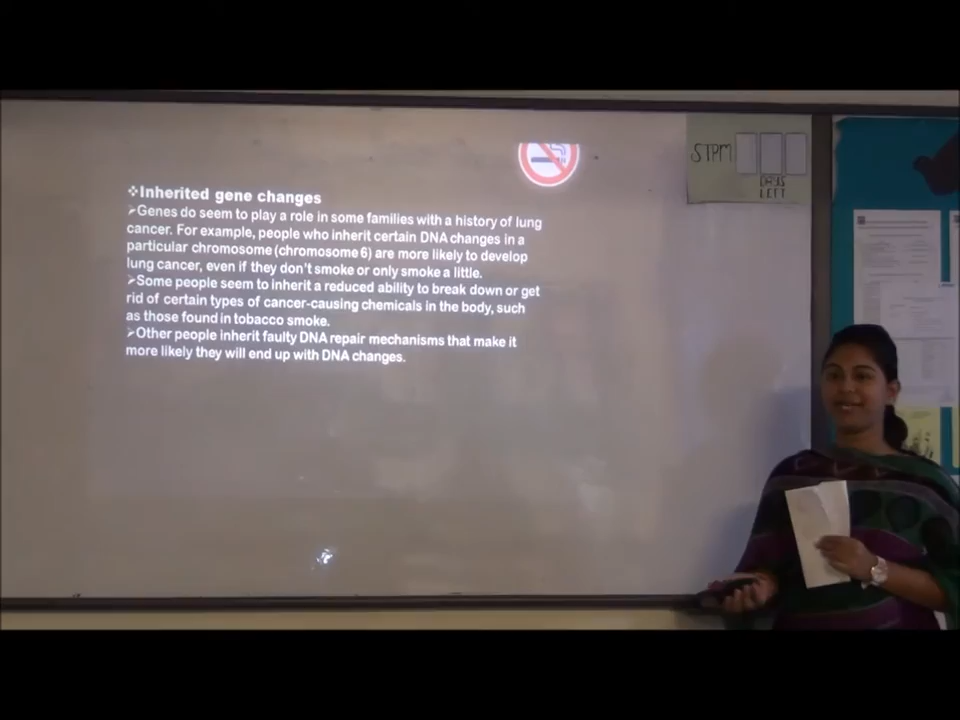 ❖Inherited gene changes
➢Genes do seem to play a role in some families with a history of lung
cancer. For example, people who inherit certain DNA changes in a
particular chromosome (chromosome 6) are more likely to develop
lung cancer, even if they don't smoke or only smoke a little.
➢Some people seem to inherit a reduced ability to break down or get
rid of certain types of cancer-causing chemicals in the body, such
as those found in tobacco smoke.
➢Other people inherit faulty DNA repair mechanisms that make it
more likely they will end up with DNA changes.
STPM
DAYS
LEFT